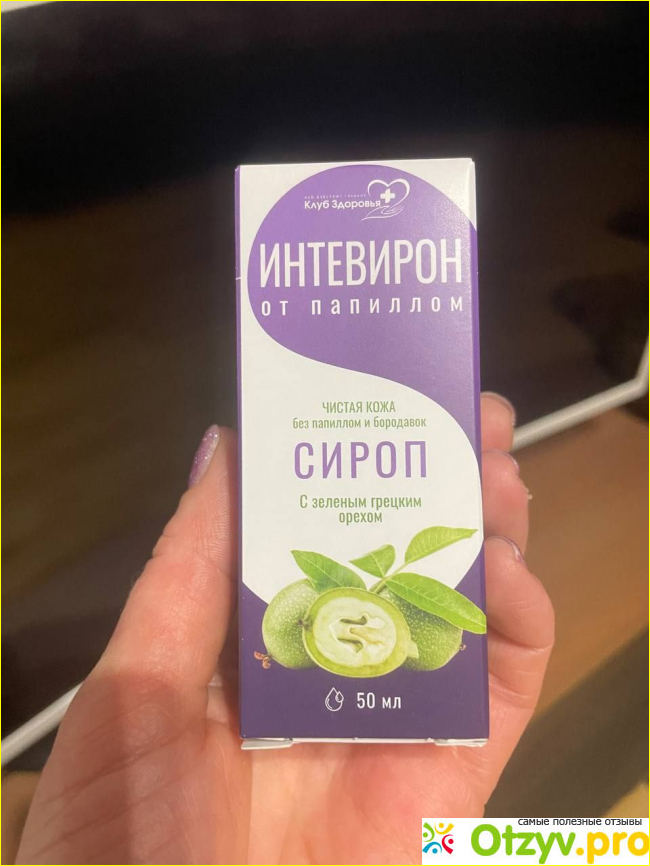 Клуб Здоровья
ИНТЕВИРОН
от папиллом
ЧИСТАЯ КОЖА
без папиллом и бородавок
СИРОП
С зеленым грецким
орехом
50 мл
самые полезные отзывы
Otzyv.pro